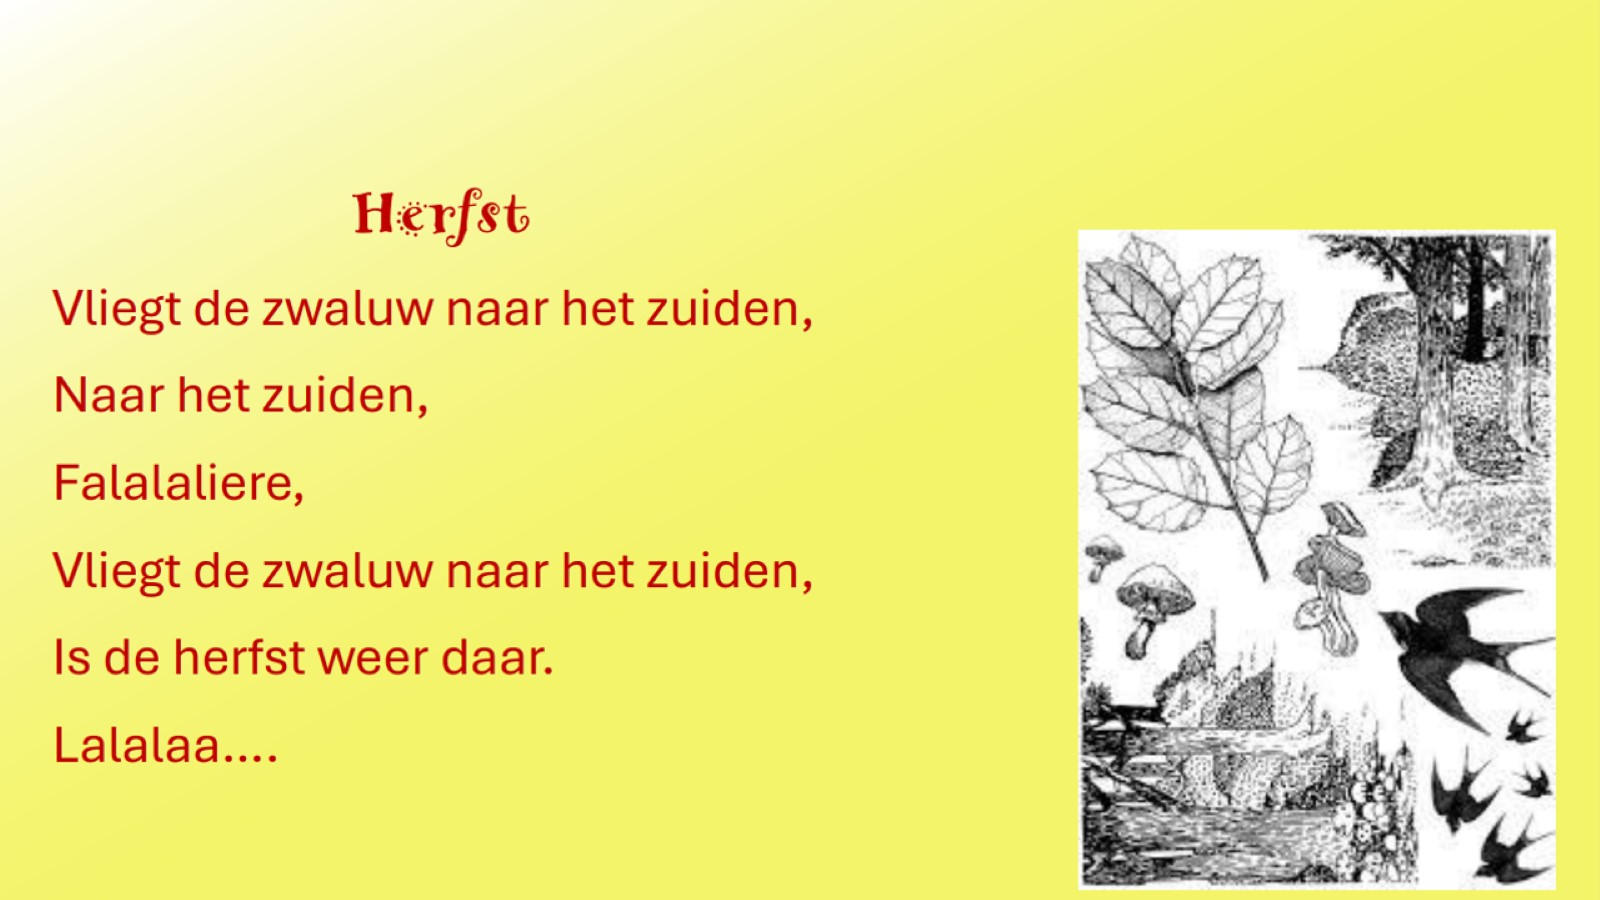 Herfst
Vliegt de zwaluw naar het zuiden,
Naar het zuiden,
Falalaliere,
Vliegt de zwaluw naar het zuiden,
Is de herfst weer daar.
Lalalaa....